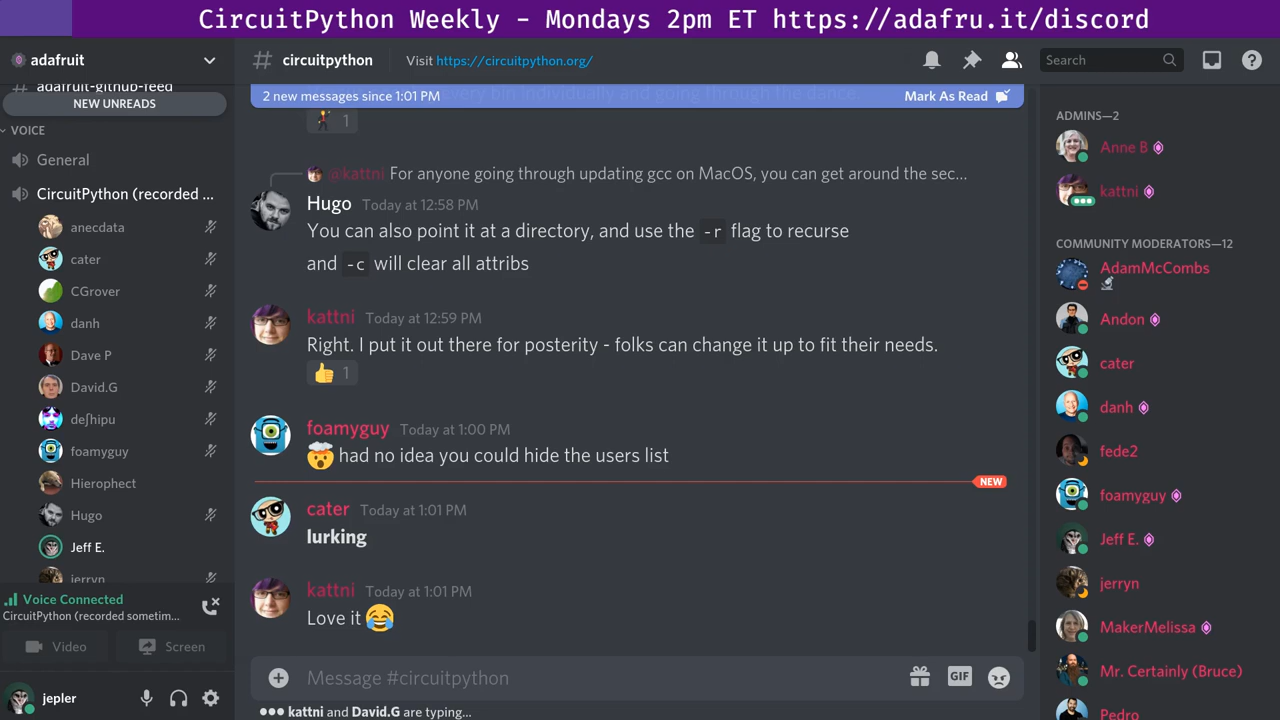 CircuitPython Weekly - Mondays 2pm ET https://adafru.it/discord
adafruit
adafruit-github-feed
NEW UNREADS
VOICE
General
CircuitPython (recorded ...
anecdata
cater
CGrover
danh
Dave P
David.G
deʃhipu
foamyguy
Hierophect
Hugo
Jeff E.
jerryn
Voice Connected
CircuitPython (recorded sometim...
Video
Screen
jepler
# circuitpython
Visit https://circuitpython.org/
Search
2 new messages since 1:01 PM
Mark As Read
every bin individually and going through the dance.
1
@kattni For anyone going through updating gcc on MacOS, you can get around the sec...
Hugo Today at 12:58 PM
You can also point it at a directory, and use the -r flag to recurse
and -c will clear all attribs
kattni Today at 12:59 PM
Right. I put it out there for posterity - folks can change it up to fit their needs.
1
foamyguy Today at 1:00 PM
🤯 had no idea you could hide the users list
NEW
cater Today at 1:01 PM
lurking
kattni Today at 1:01 PM
Love it 😂
Message #circuitpython
GIF
kattni and David.G are typing...
ADMINS—2
Anne B
kattni
COMMUNITY MODERATORS—12
AdamMcCombs
Andon
cater
danh
fede2
foamyguy
Jeff E.
jerryn
MakerMelissa
Mr. Certainly (Bruce)
Pedro